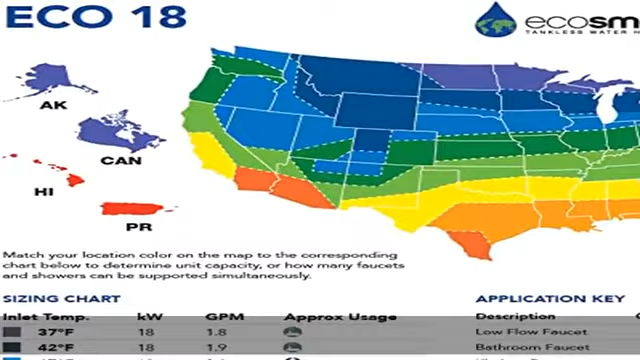 ECO 18
TANKLESS WATER
AK
CAN
HI
PR
Match your location color on the map to the corresponding
chart below to determine unit capacity, or how many faucets
and showers can be supported simultaneously.
SIZING CHART
APPLICATION KEY
Inlet Temp. kW GPM Approx Usage Description
37°F 18 1.8 Low Flow Faucet
42°F 18 1.9 Bathroom Faucet